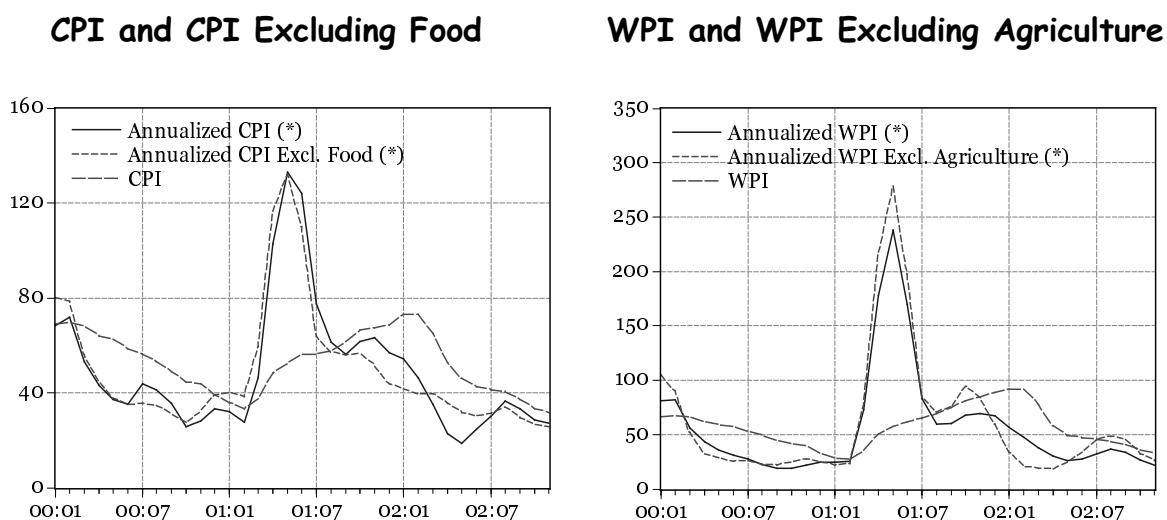 CPI and CPI Excluding Food
160
Annualized CPI (*)
Annualized CPI Excl. Food (*)
CPI
120
80
40
0
00:01 00:07 01:01 01:07 02:01 02:07
WPI and WPI Excluding Agriculture
350
Annualized WPI (*)
300
Annualized WPI Excl. Agriculture (*)
WPI
250
200
150
100
50
0
00:01 00:07 01:01 01:07 02:01 02:07